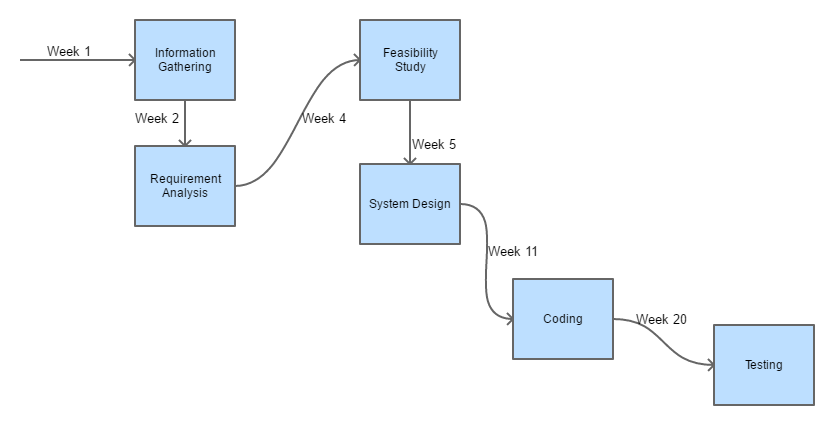 Week 1
Information
Gathering
Week 2
Requirement
Analysis
Week 4
Feasibility
Study
Week 5
System Design
Week 11
Coding
Week 20
Testing